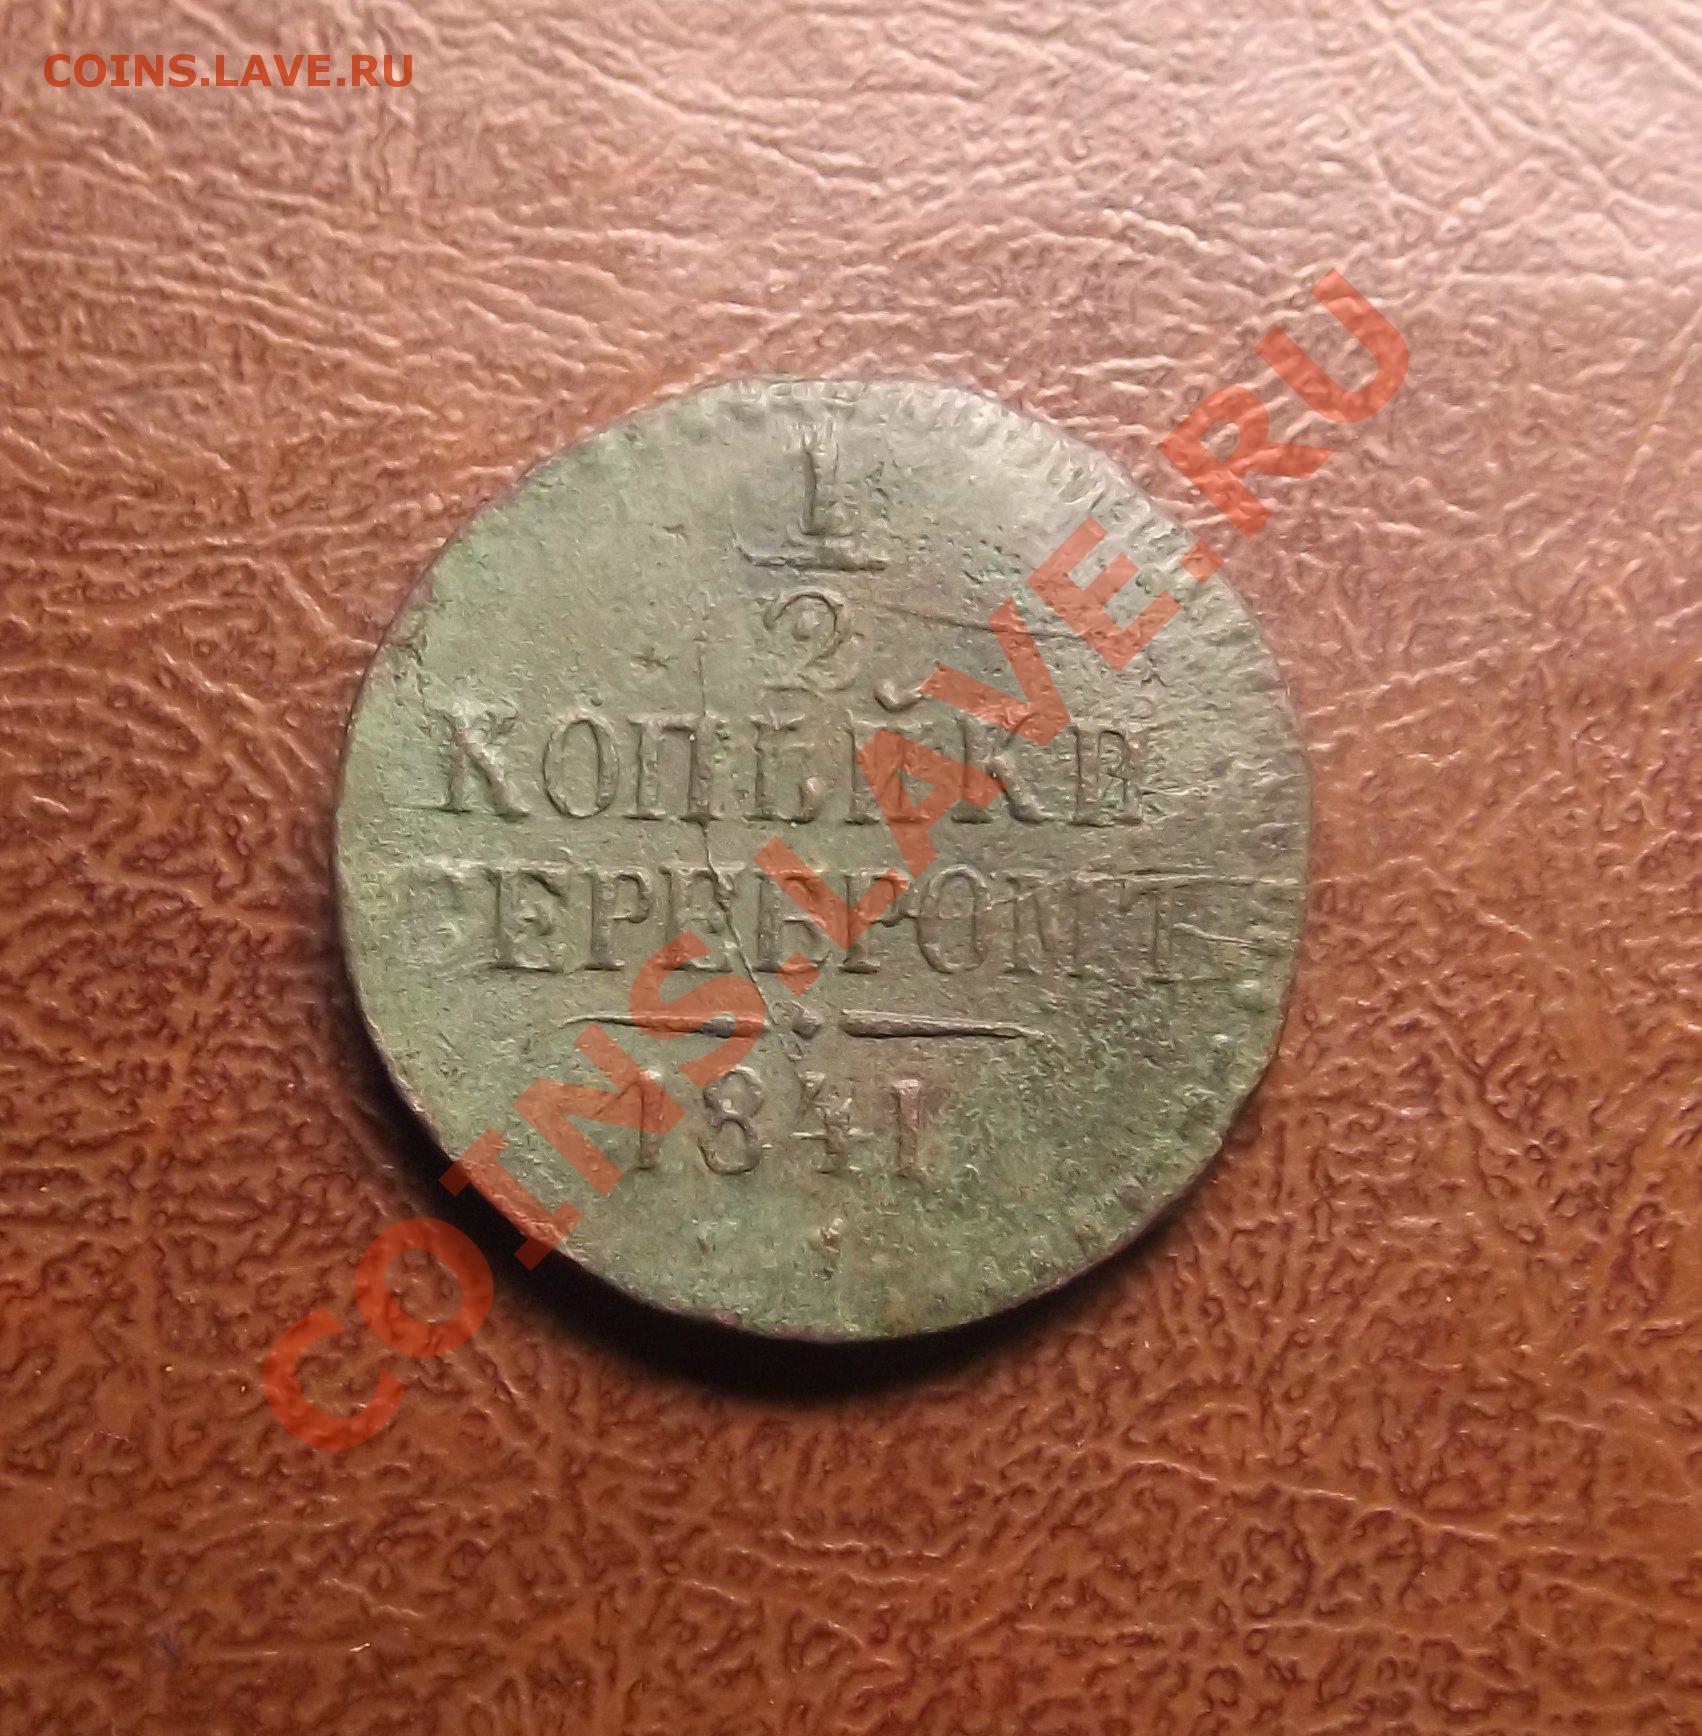 COINS.LAVE.RU
1
2
КОПѢЙКИ
СЕРЕБРОМЪ
1841
COINS.LAVE.RU